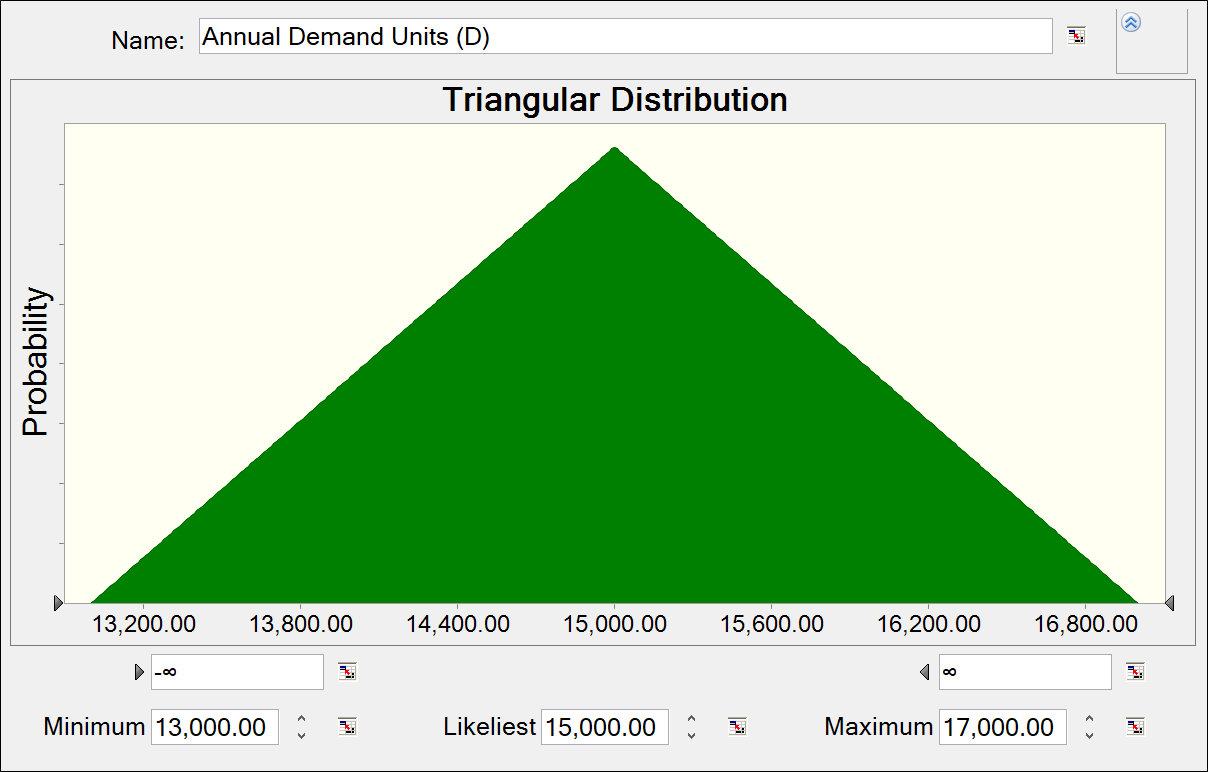 Name: Annual Demand Units (D)
Triangular Distribution
Probability
13,200.00 13,800.00 14,400.00 15,000.00 15,600.00 16,200.00 16,800.00
-∞ ∞
Minimum 13,000.00 Likeliest 15,000.00 Maximum 17,000.00